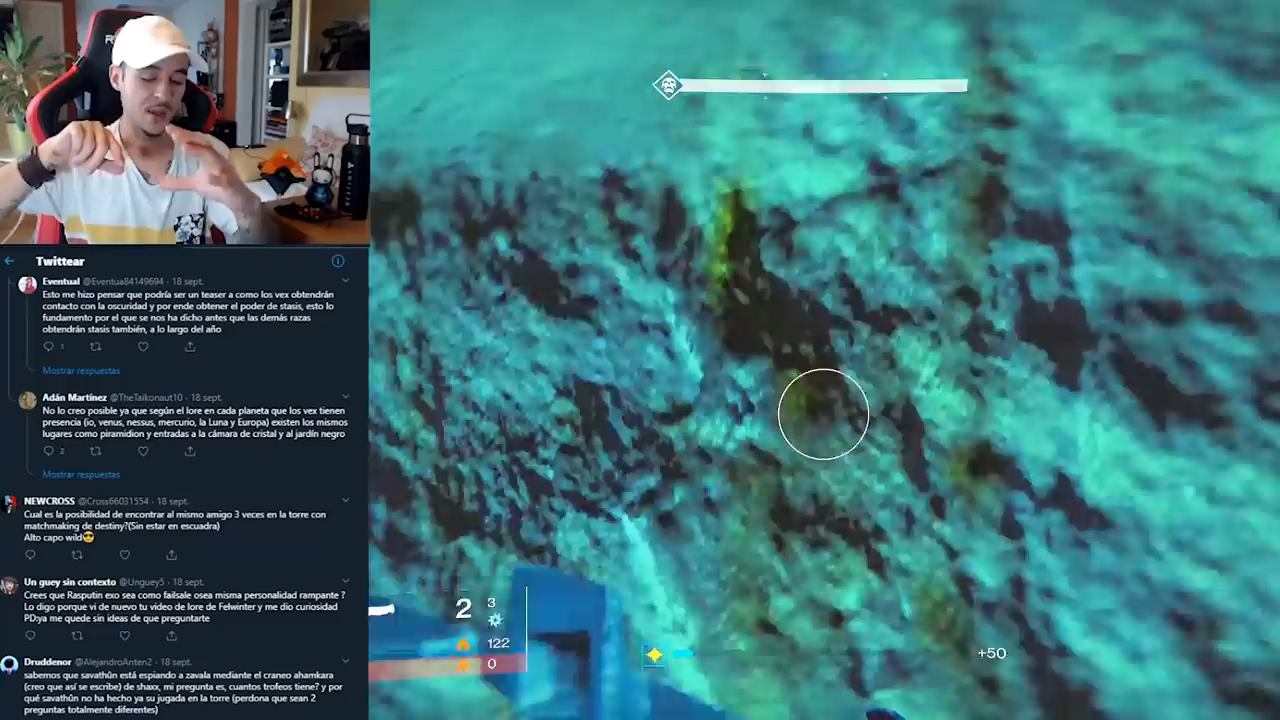 Twittear
Eventual @Eventua84149694 · 18 sept.
Esto me hizo pensar que podría ser un teaser a como los vex obtendrán
contacto con la oscuridad y por ende obtener el poder de stasis, esto lo
fundamento por el que se nos ha dicho antes que las demás razas
obtendrán stasis también, a lo largo del año
1
Mostrar respuestas
Adán Martínez @TheTaikonaut10 · 18 sept.
No lo creo posible ya que según el lore en cada planeta que los vex tienen
presencia (io, venus, nessus, mercurio, la Luna y Europa) existen los mismos
lugares como piramidion y entradas a la cámara de cristal y al jardín negro
2
Mostrar respuestas
NEWCROSS @Cross66031554 · 18 sept.
Cual es la posibilidad de encontrar al mismo amigo 3 veces en la torre con
matchmaking de destiny?(Sin estar en escuadra)
Alto capo wild😎
Un guey sin contexto @Unguey5 · 18 sept.
Crees que Rasputin exo sea como failsale osea misma personalidad rampante ?
Lo digo porque vi de nuevo tu video de lore de Felwinter y me dio curiosidad
PD:ya me quede sin ideas de que preguntarte
Druddenor @AlejandroAnten2 · 18 sept.
sabemos que savathûn está espiando a zavala mediante el craneo ahamkara
(creo que así se escribe) de shaxx, mi pregunta es, cuantos trofeos tiene? y por
qué savathûn no ha hecho ya su jugada en la torre (perdona que sean 2
preguntas totalmente diferentes)
2
3
122
0
+50